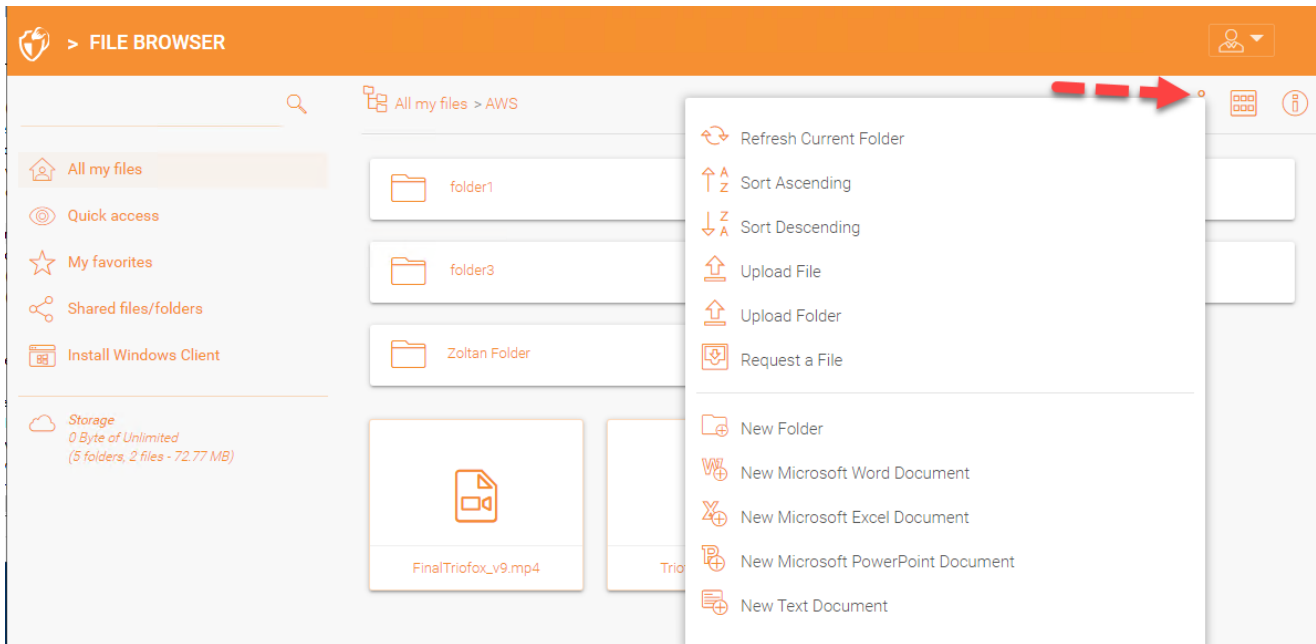 > FILE BROWSER
All my files > AWS
All my files
Quick access
My favorites
Shared files/folders
Install Windows Client
Storage
0 Byte of Unlimited
(5 folders, 2 files - 72.77 MB)
folder1
folder3
Zoltan Folder
FinalTriofox_v9.mp4
Refresh Current Folder
A
Z
Sort Ascending
Z
A
Sort Descending
Upload File
Upload Folder
Request a File
New Folder
New Microsoft Word Document
New Microsoft Excel Document
New Microsoft PowerPoint Document
New Text Document